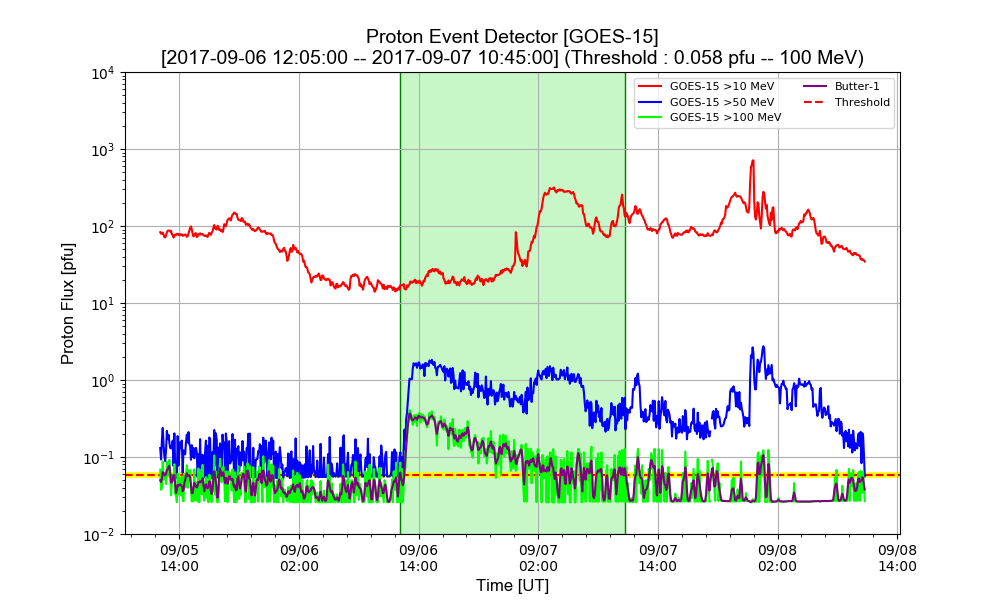 Proton Event Detector [GOES-15]
[2017-09-06 12:05:00 -- 2017-09-07 10:45:00] (Threshold : 0.058 pfu -- 100 MeV)
GOES-15 >10 MeV
GOES-15 >50 MeV
GOES-15 >100 MeV
Butter-1
Threshold
Proton Flux [pfu]
10⁴
10³
10²
10¹
10⁰
10⁻¹
10⁻²
09/05
14:00
09/06
02:00
09/06
14:00
09/07
02:00
09/07
14:00
09/08
02:00
09/08
14:00
Time [UT]